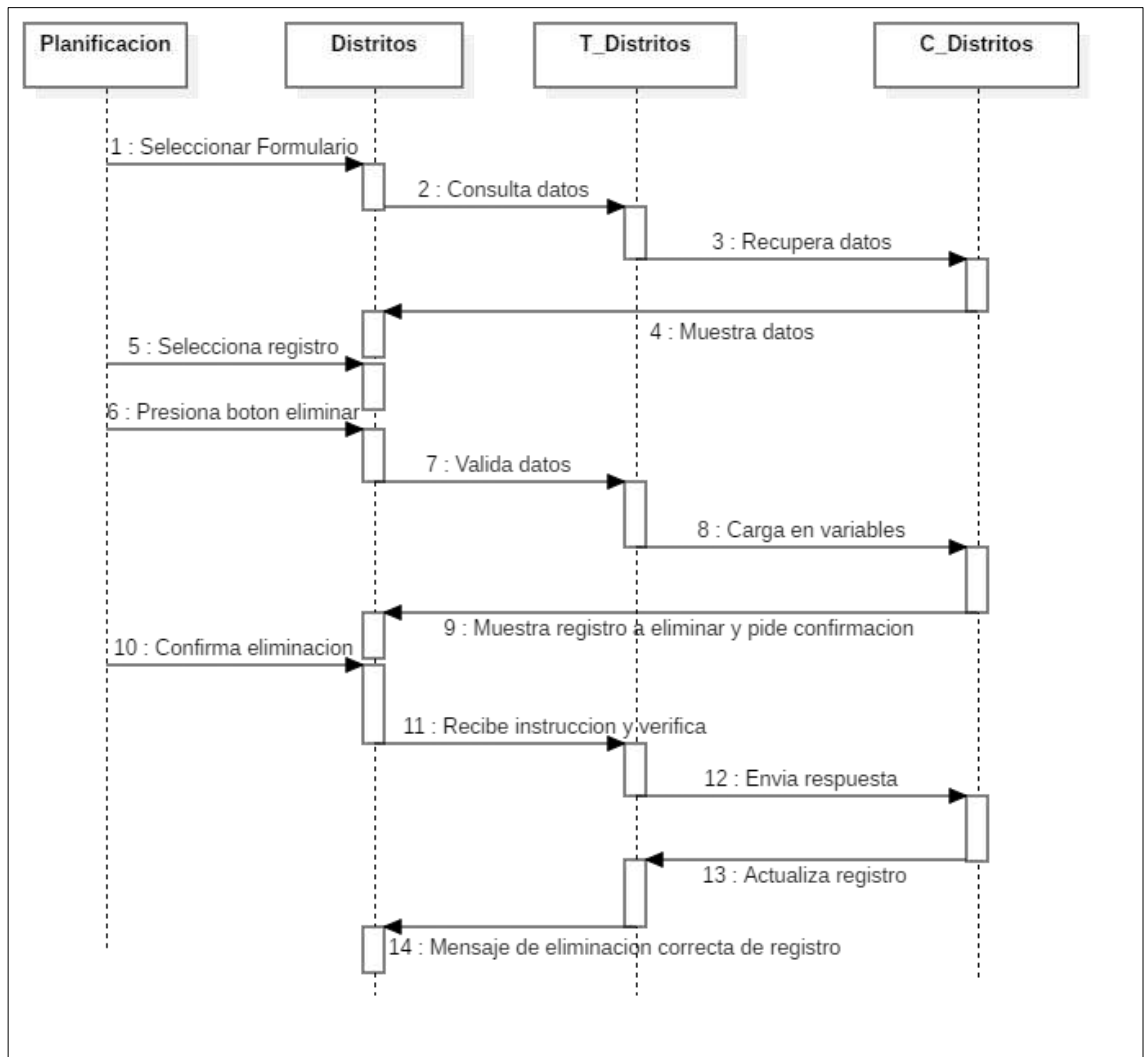 Planificacion
Distritos
T_Distritos
C_Distritos
1 : Seleccionar Formulario
2 : Consulta datos
3 : Recupera datos
4 : Muestra datos
5 : Selecciona registro
6 : Presiona boton eliminar
7 : Valida datos
8 : Carga en variables
9 : Muestra registro a eliminar y pide confirmacion
10 : Confirma eliminacion
11 : Recibe instruccion y verifica
12 : Envia respuesta
13 : Actualiza registro
14 : Mensaje de eliminacion correcta de registro